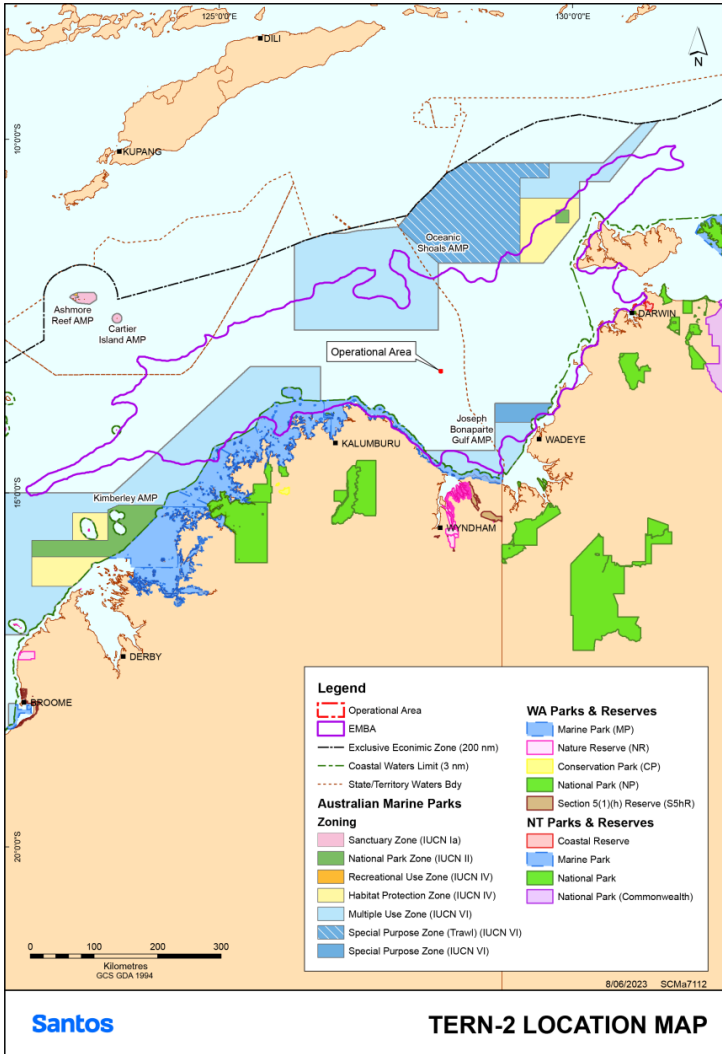 125°0'0"E
130°0'0"E
DILI
N
10°0'0"S
KUPANG
Oceanic
Shoals AMP
Ashmore
Reef AMP
Cartier
Island AMP
DARWIN
Operational Area
Joseph
Bonaparte
Gulf AMP.
KALUMBURU
WADEYE
15°0'0"S
Kimberley AMP
WYNDHAM
DERBY
BROOME
20°0'0"S
Legend
Operational Area
EMBA
Exclusive Econimic Zone (200 nm)
Coastal Waters Limit (3 nm)
State/Territory Waters Bdy
Australian Marine Parks
Zoning
Sanctuary Zone (IUCN Ia)
National Park Zone (IUCN II)
Recreational Use Zone (IUCN IV)
Habitat Protection Zone (IUCN IV)
Multiple Use Zone (IUCN VI)
Special Purpose Zone (Trawl) (IUCN VI)
Special Purpose Zone (IUCN VI)
WA Parks & Reserves
Marine Park (MP)
Nature Reserve (NR)
Conservation Park (CP)
National Park (NP)
Section 5(1)(h) Reserve (S5hR)
NT Parks & Reserves
Coastal Reserve
Marine Park
National Park
National Park (Commonwealth)
0 100 200 300
Kilometres
GCS GDA 1994
8/06/2023 SCMa7112
Santos
TERN-2 LOCATION MAP